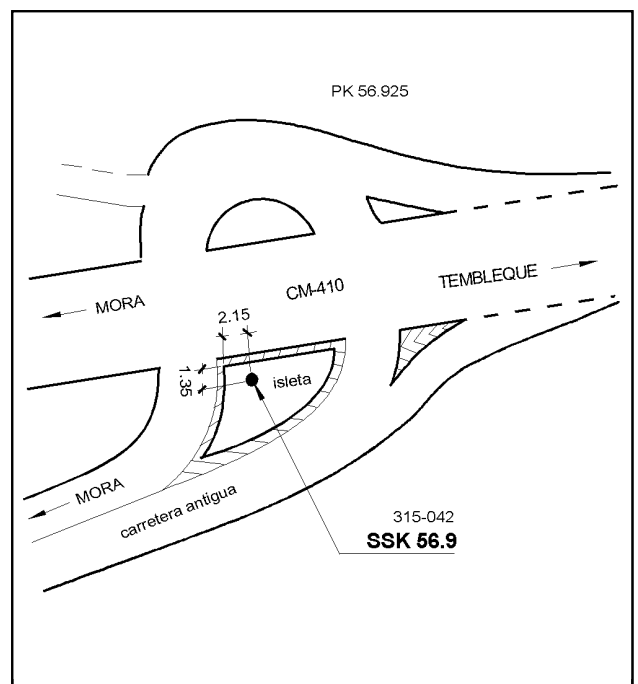 PK 56.925
TEMBLEQUE
CM-410
MORA
2.15
1.35
isleta
MORA
carretera antigua
315-042
SSK 56.9